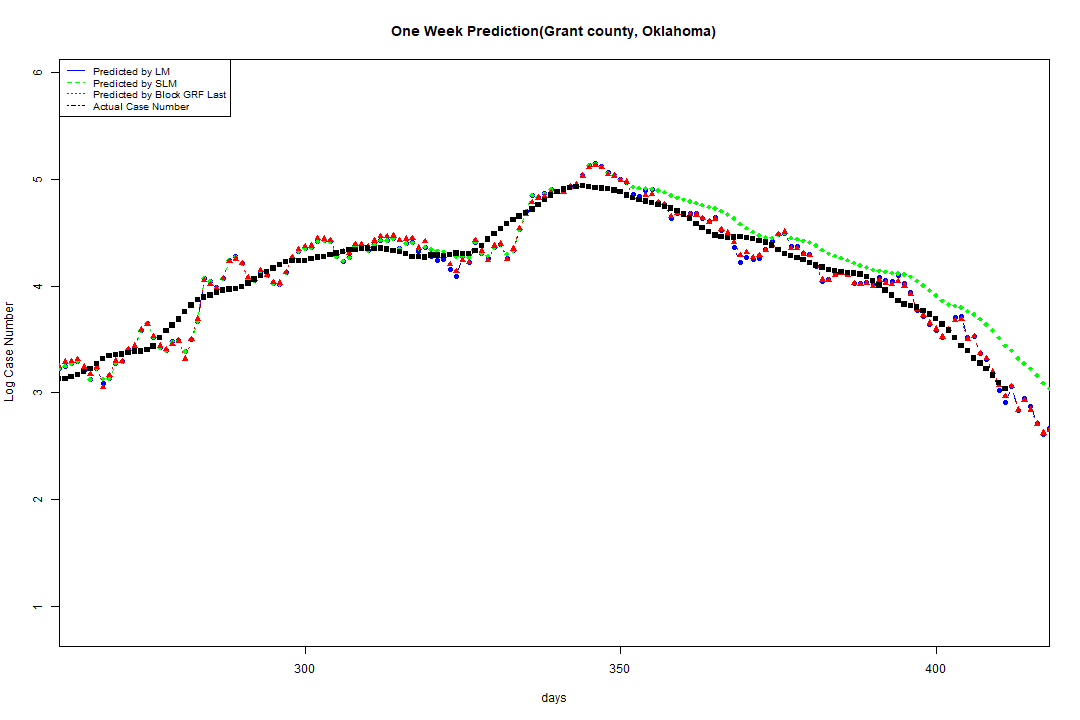 One Week Prediction(Grant county, Oklahoma)
Predicted by LM
Predicted by SLM
Predicted by Block GRF Last
Actual Case Number
6
5
4
3
2
1
Log Case Number
300
350
400
days